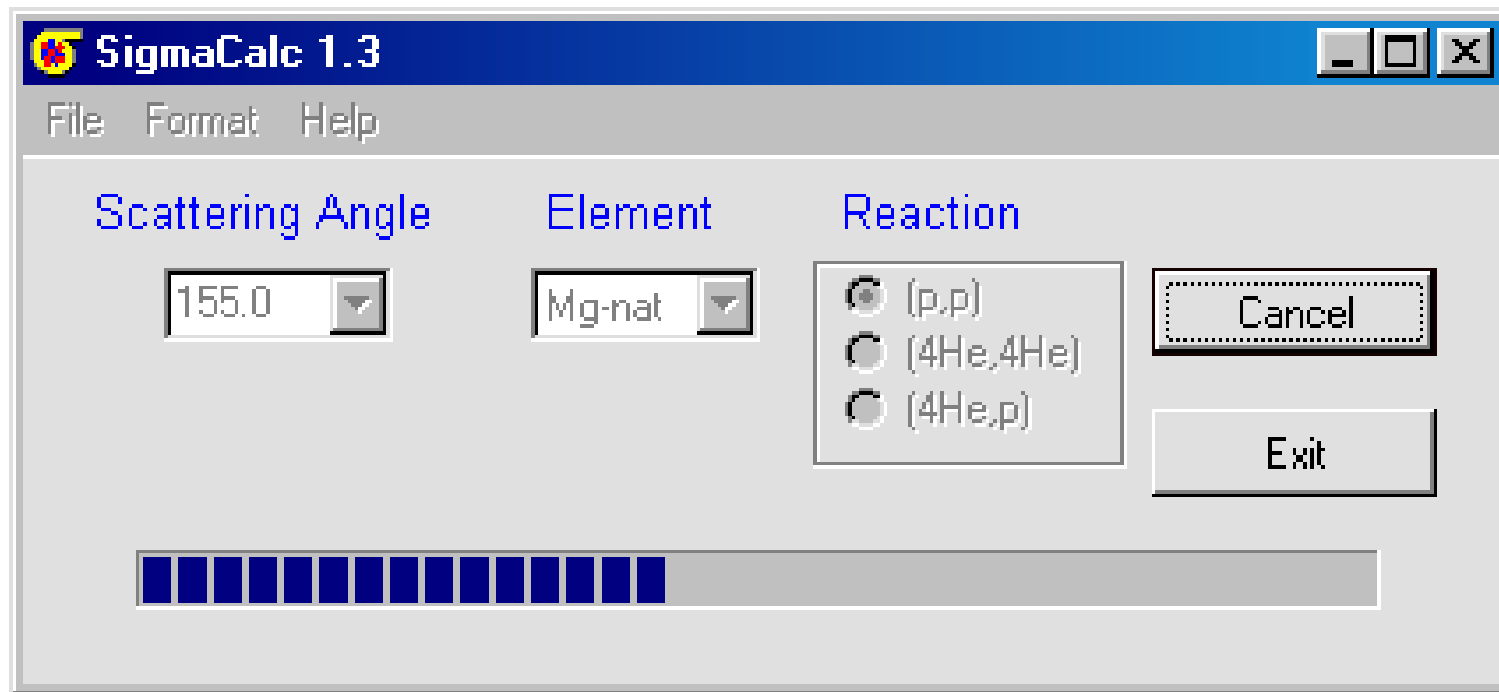 SigmaCalc 1.3
File Format Help
Scattering Angle Element Reaction
155.0 Mg-nat (p,p) Cancel
(4He,4He)
(4He,p)
Exit